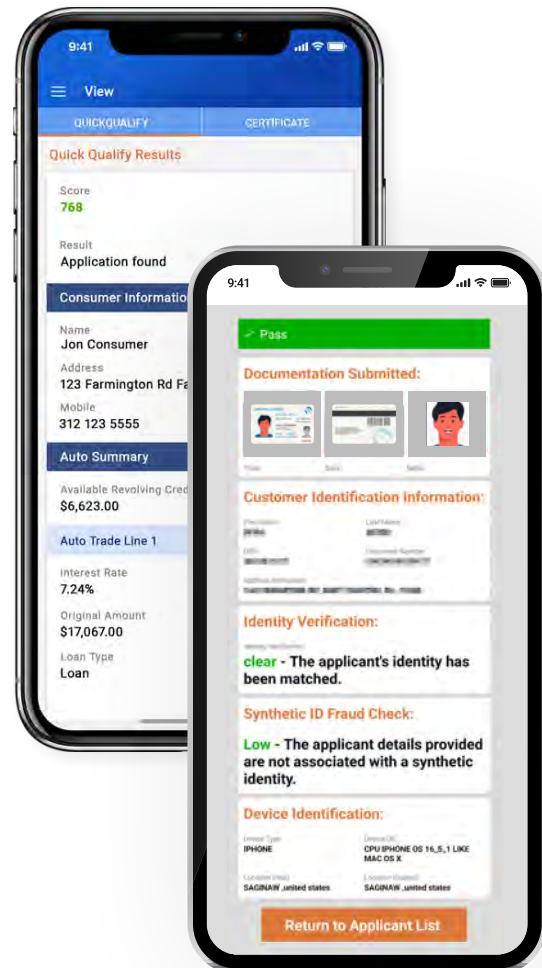 9:41
View
QUICKQUALIFY
CERTIFICATE
Quick Qualify Results
Score
768
Result
Application found
Consumer Informatio
Name
Jon Consumer
Address
123 Farmington Rd Fa
Mobile
312 123 5555
Auto Summary
Available Revolving Cred
$6,623.00
Auto Trade Line 1
Interest Rate
7.24%
Original Amount
$17,067.00
Loan Type
Loan
9:41
Pass
Documentation Submitted:
Customer Identification Information:
Last Name
Identity Verification:
clear - The applicant's identity has
been matched.
Synthetic ID Fraud Check:
Low - The applicant details provided
are not associated with a synthetic
identity.
Device Identification:
Device Type
Device OS
IPHONE
CPU IPHONE OS 16_5_1 LIKE
MAC OS X
SAGINAW ,united states
SAGINAW ,united states
Return to Applicant List